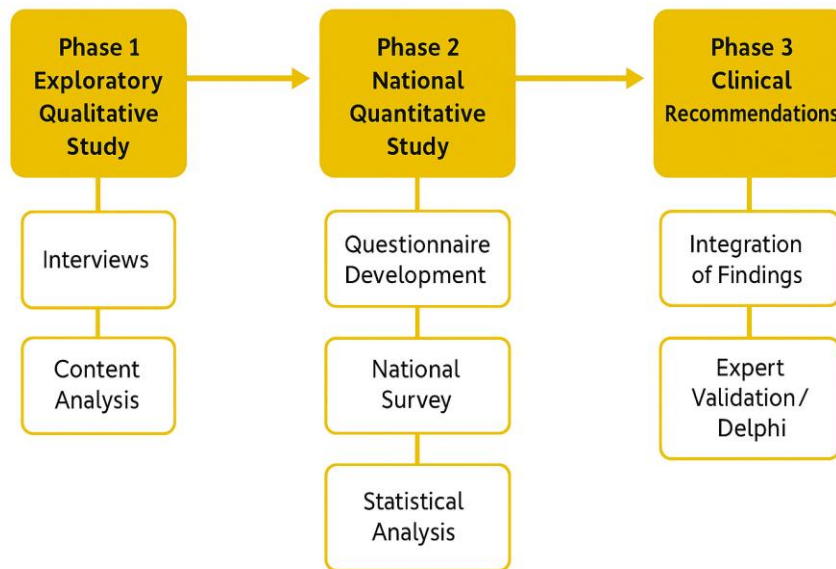 Phase 1
Exploratory
Qualitative
Study
Interviews
Content
Analysis
Phase 2
National
Quantitative
Study
Questionnaire
Development
National
Survey
Statistical
Analysis
Phase 3
Clinical
Recommendations
Integration
of Findings
Expert
Validation /
Delphi